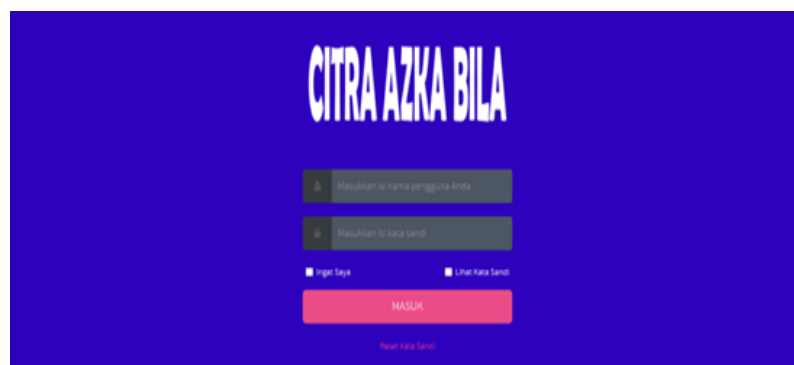 CITRA AZKA BILA
Masukkan isi nama pengguna Anda
Masukkan isi kata sandi
Ingat Saya
Lihat Kata Sandi
MASUK
Reset Kata Sandi